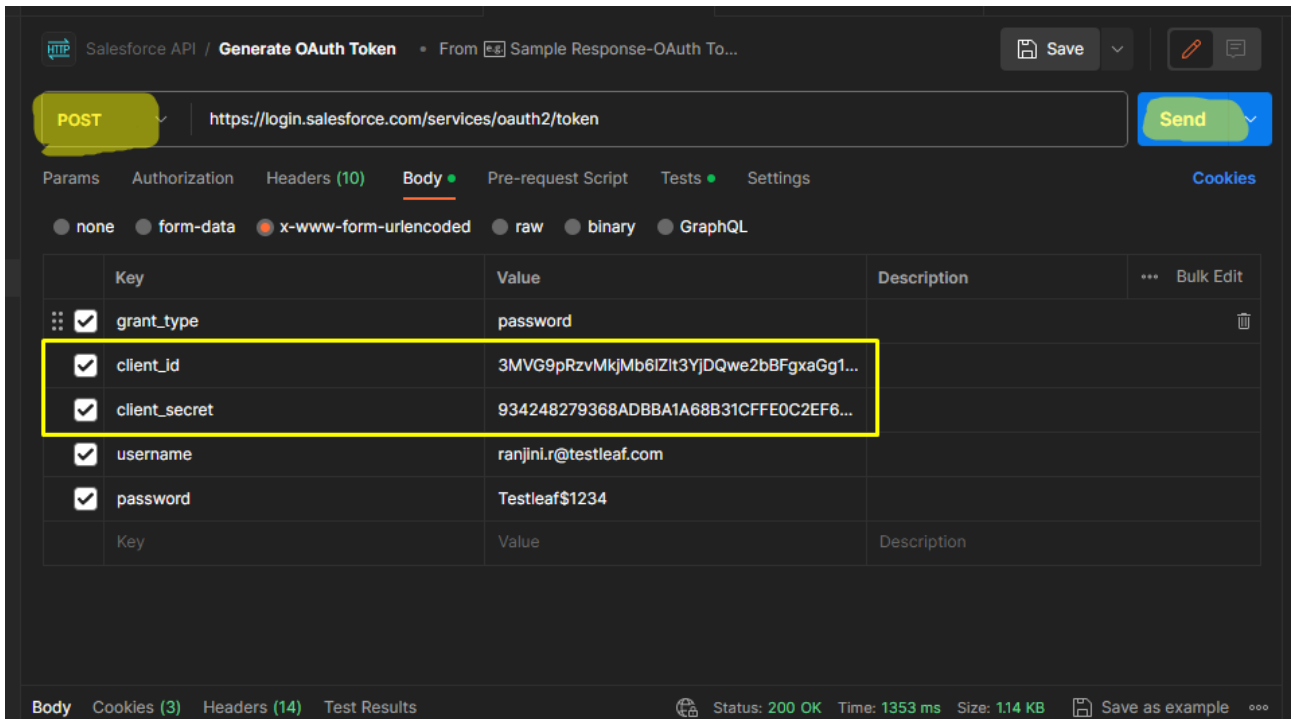 HTTP Salesforce API / Generate OAuth Token • From e.g. Sample Response-OAuth To... Save
POST https://login.salesforce.com/services/oauth2/token Send
Params Authorization Headers (10) Body Pre-request Script Tests Settings Cookies
none form-data x-www-form-urlencoded raw binary GraphQL
Key Value Description ••• Bulk Edit
grant_type password
client_id 3MVG9pRzvMkjMb6lZlt3YjDQwe2bBFgxaGg1...
client_secret 934248279368ADBBA1A68B31CFFE0C2EF6...
username ranjini.r@testleaf.com
password Testleaf$1234
Key Value Description
Body Cookies (3) Headers (14) Test Results Status: 200 OK Time: 1353 ms Size: 1.14 KB Save as example